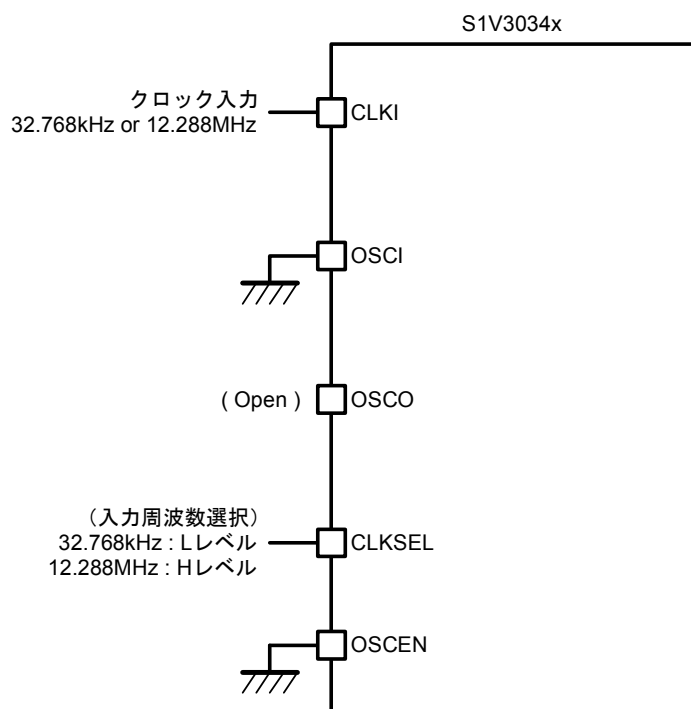 S1V3034x
クロック入力
32.768kHz or 12.288MHz
CLKI
OSCI
( Open )
OSCO
（入力周波数選択）
32.768kHz : Lレベル
12.288MHz : Hレベル
CLKSEL
OSCEN